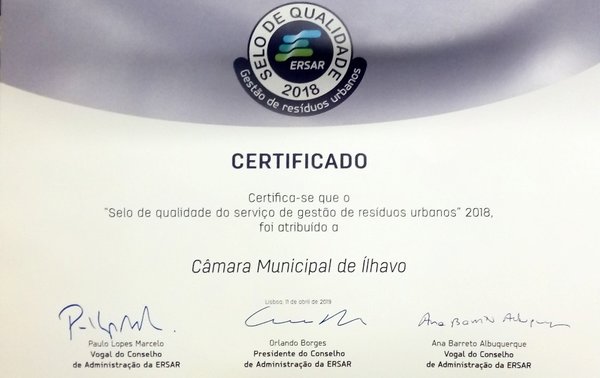 SELO DE QUALIDADE
ERSAR
2018
Gestão de resíduos urbanos
CERTIFICADO
Certifica-se que o
"Selo de qualidade do serviço de gestão de resíduos urbanos" 2018,
foi atribuído a
Câmara Municipal de Ílhavo
Lisboa, 11 de abril de 2019
Ana Barreto Albuquerque
Paulo Lopes Marcelo
Vogal do Conselho
de Administração da ERSAR
Orlando Borges
Presidente do Conselho
de Administração da ERSAR
Ana Barreto Albuquerque
Vogal do Conselho
de Administração da ERSAR